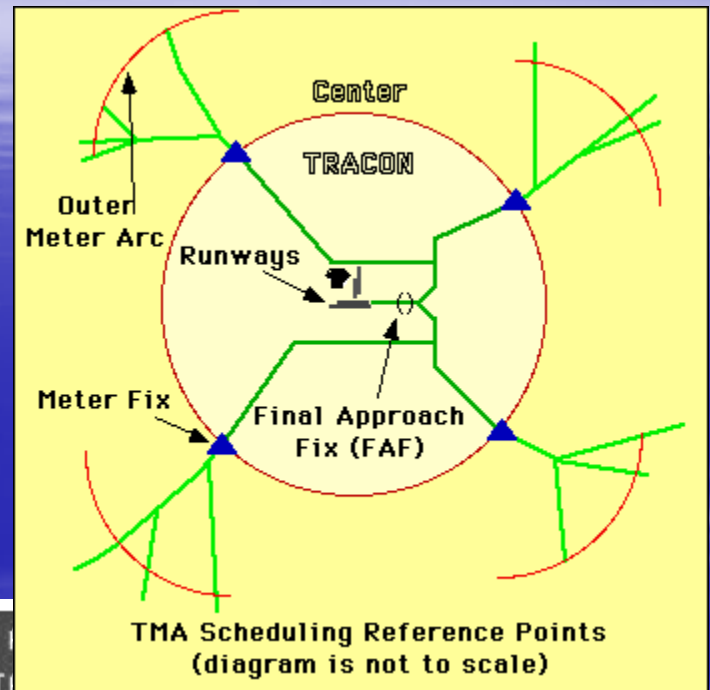 Center
TRACON
Outer
Meter Arc
Runways
Meter Fix
Final Approach
Fix (FAF)
TMA Scheduling Reference Points
(diagram is not to scale)